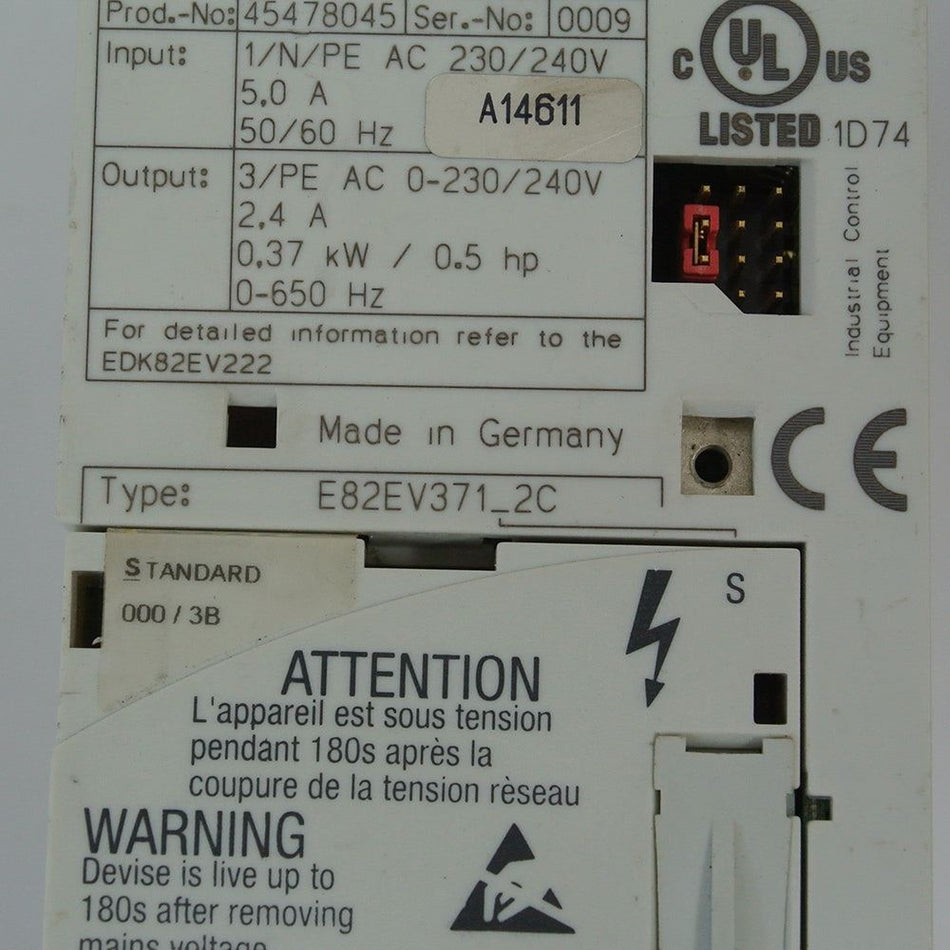 Prod.-No: 45478045 Ser.-No: 0009
Input: 1/N/PE AC 230/240V
5,0 A
50/60 Hz
A14611
Output: 3/PE AC 0-230/240V
2,4 A
0,37 kW / 0.5 hp
0-650 Hz
For detailed information refer to the
EDK82EV222
C UL US
LISTED 1D74
Industrial Control
Equipment
Made in Germany
CE
Type: E82EV371_2C
STANDARD
000 / 3B
S
ATTENTION
L'appareil est sous tension
pendant 180s après la
coupure de la tension rèseau
WARNING
Devise is live up to
180s after removing
mains voltage